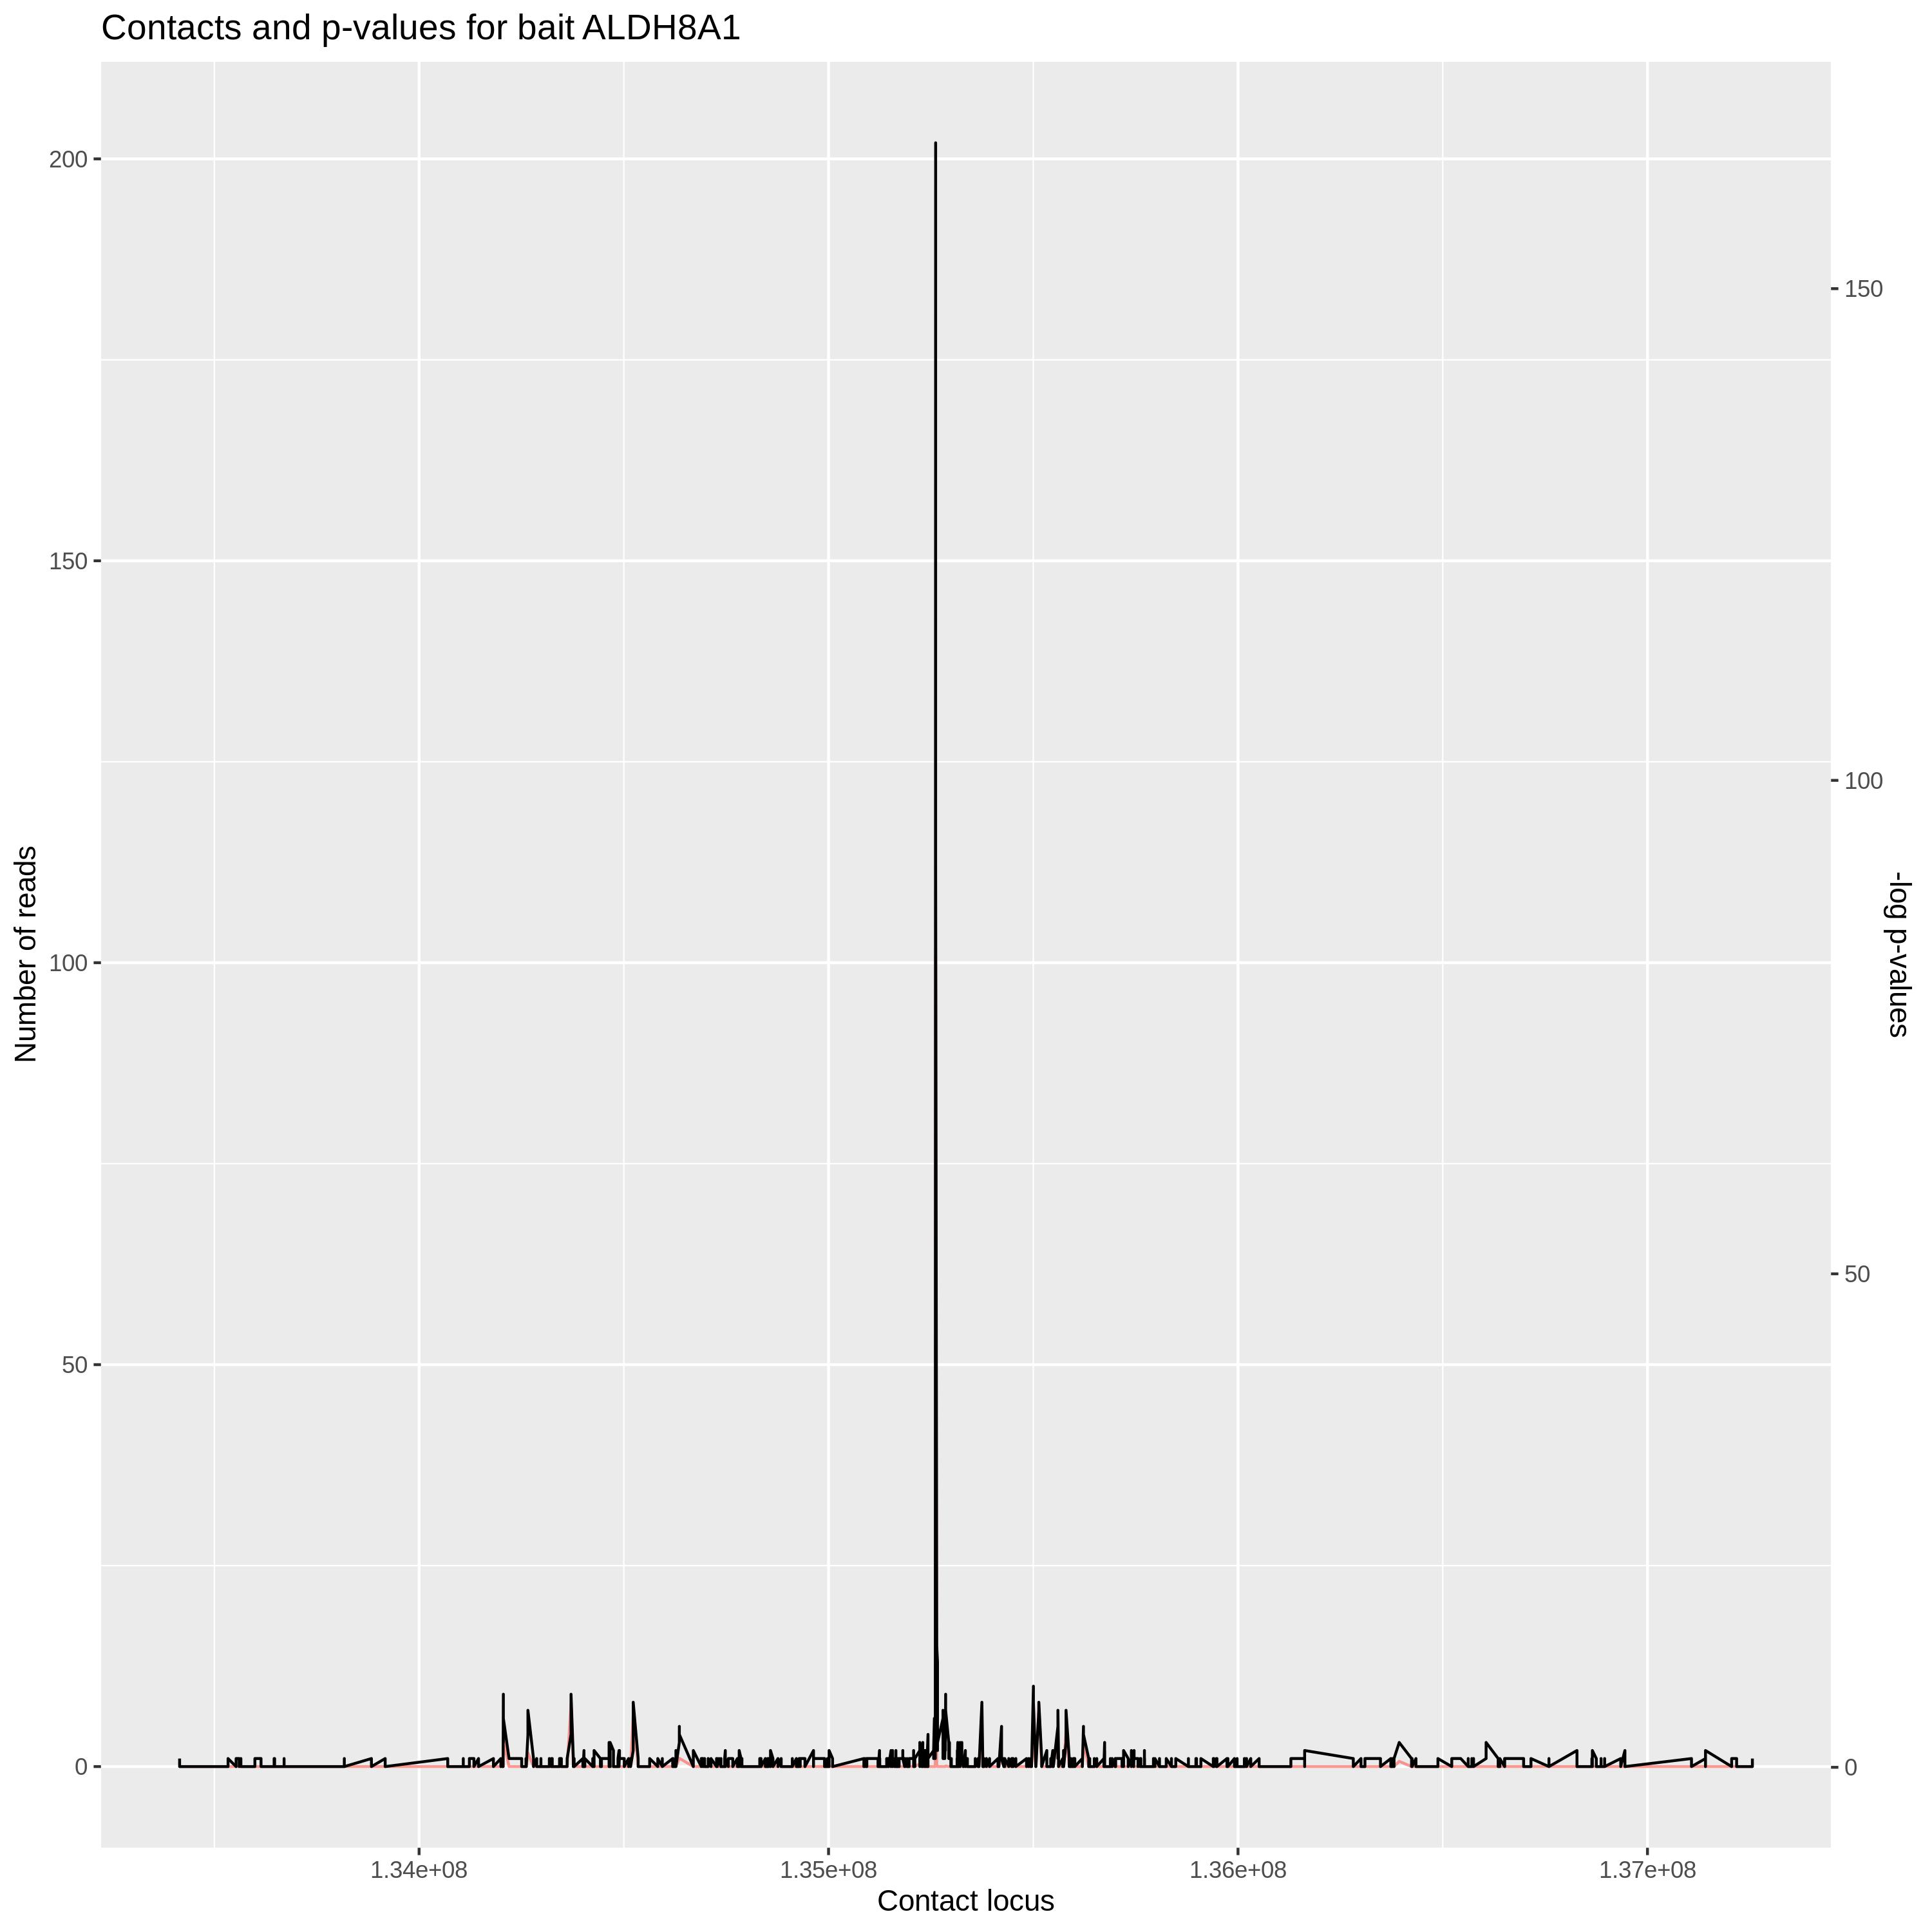 Contacts and p-values for bait ALDH8A1
200
150
100
50
0
Number of reads
150
100
50
0
-log p-values
1.34e+08 1.35e+08 1.36e+08 1.37e+08
Contact locus